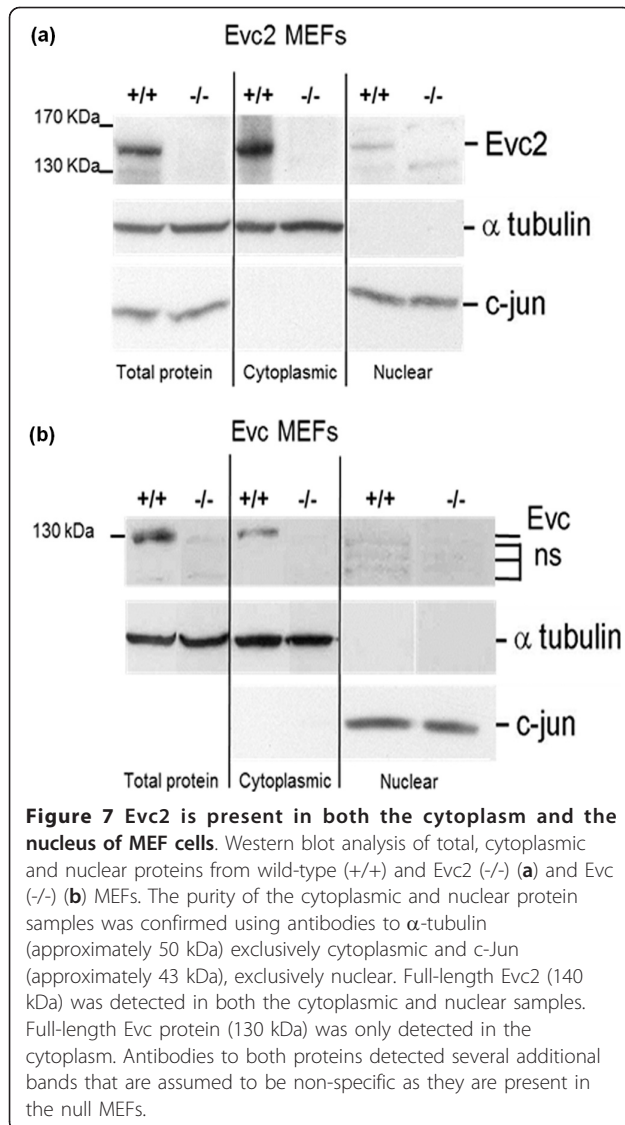 (a)
Evc2 MEFs
+/+ -/- +/+ -/- +/+ -/-
170 KDa
130 KDa
Evc2
α tubulin
c-jun
Total protein Cytoplasmic Nuclear
(b)
Evc MEFs
+/+ -/- +/+ -/- +/+ -/-
130 kDa
Evc
ns
α tubulin
c-jun
Total protein Cytoplasmic Nuclear
Figure 7 Evc2 is present in both the cytoplasm and the
nucleus of MEF cells. Western blot analysis of total, cytoplasmic
and nuclear proteins from wild-type (+/+) and Evc2 (-/-) (a) and Evc
(-/-) (b) MEFs. The purity of the cytoplasmic and nuclear protein
samples was confirmed using antibodies to α-tubulin
(approximately 50 kDa) exclusively cytoplasmic and c-Jun
(approximately 43 kDa), exclusively nuclear. Full-length Evc2 (140
kDa) was detected in both the cytoplasmic and nuclear samples.
Full-length Evc protein (130 kDa) was only detected in the
cytoplasm. Antibodies to both proteins detected several additional
bands that are assumed to be non-specific as they are present in
the null MEFs.